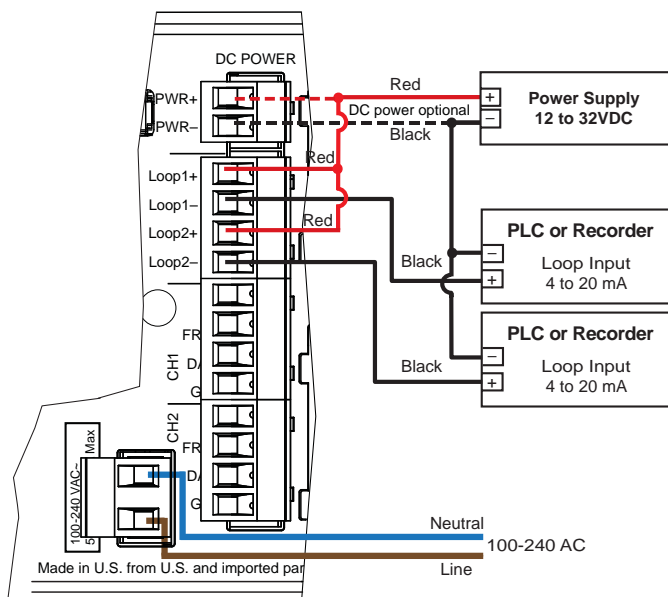 DC POWER
PWR+
PWR–
Loop1+
Loop1–
Loop2+
Loop2–
CH1
FR
D/
G
CH2
FR
D/
G
100-240 VAC~
5
Max
Made in U.S. from U.S. and imported par
Red
DC power optional
Black
Red
Red
Black
Black
+
–
Power Supply
12 to 32VDC
–
+
PLC or Recorder
Loop Input
4 to 20 mA
–
+
PLC or Recorder
Loop Input
4 to 20 mA
Neutral
100-240 AC
Line